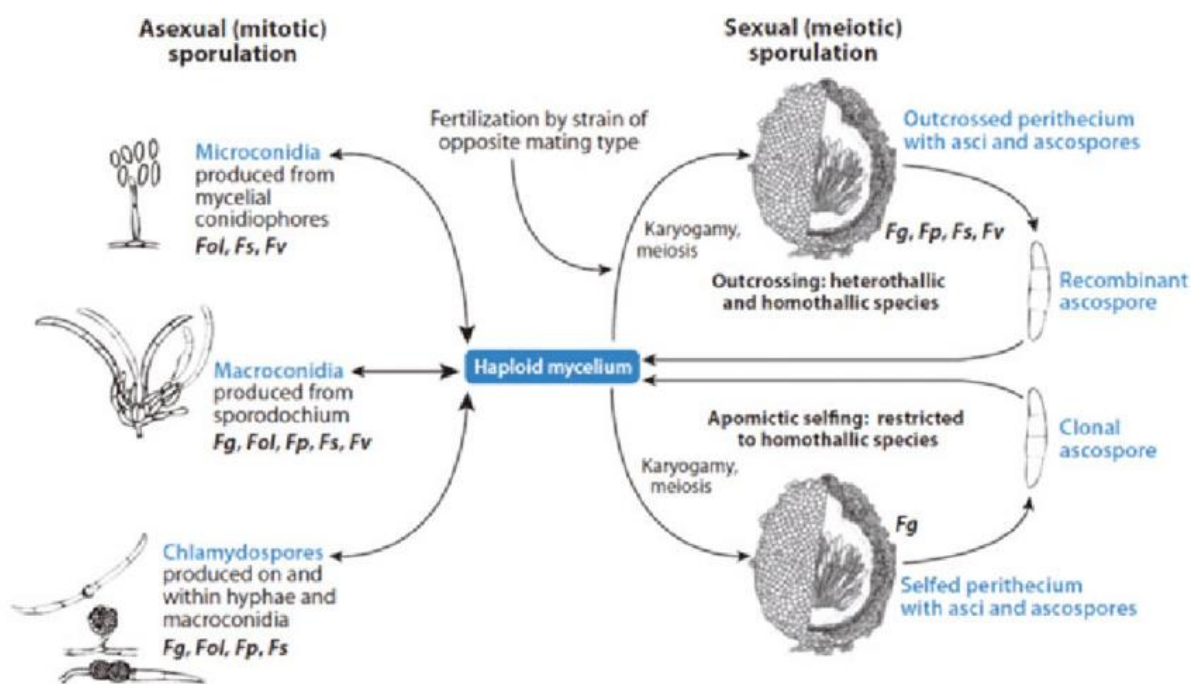 Asexual (mitotic)
sporulation
Microconidia
produced from
mycelial
conidiophores
Fol, Fs, Fv
Macroconidia
produced from
sporodochium
Fg, Fol, Fp, Fs, Fv
Chlamydospores
produced on and
within hyphae and
macroconidia
Fg, Fol, Fp, Fs
Fertilization by strain of
opposite mating type
Haploid mycelium
Sexual (meiotic)
sporulation
Outcrossed perithecium
with asci and ascospores
Karyogamy,
meiosis
Fg, Fp, Fs, Fv
Outcrossing: heterothallic
and homothallic species
Recombinant
ascospore
Apomictic selfing: restricted
to homothallic species
Clonal
ascospore
Karyogamy,
meiosis
Fg
Selfed perithecium
with asci and ascospores